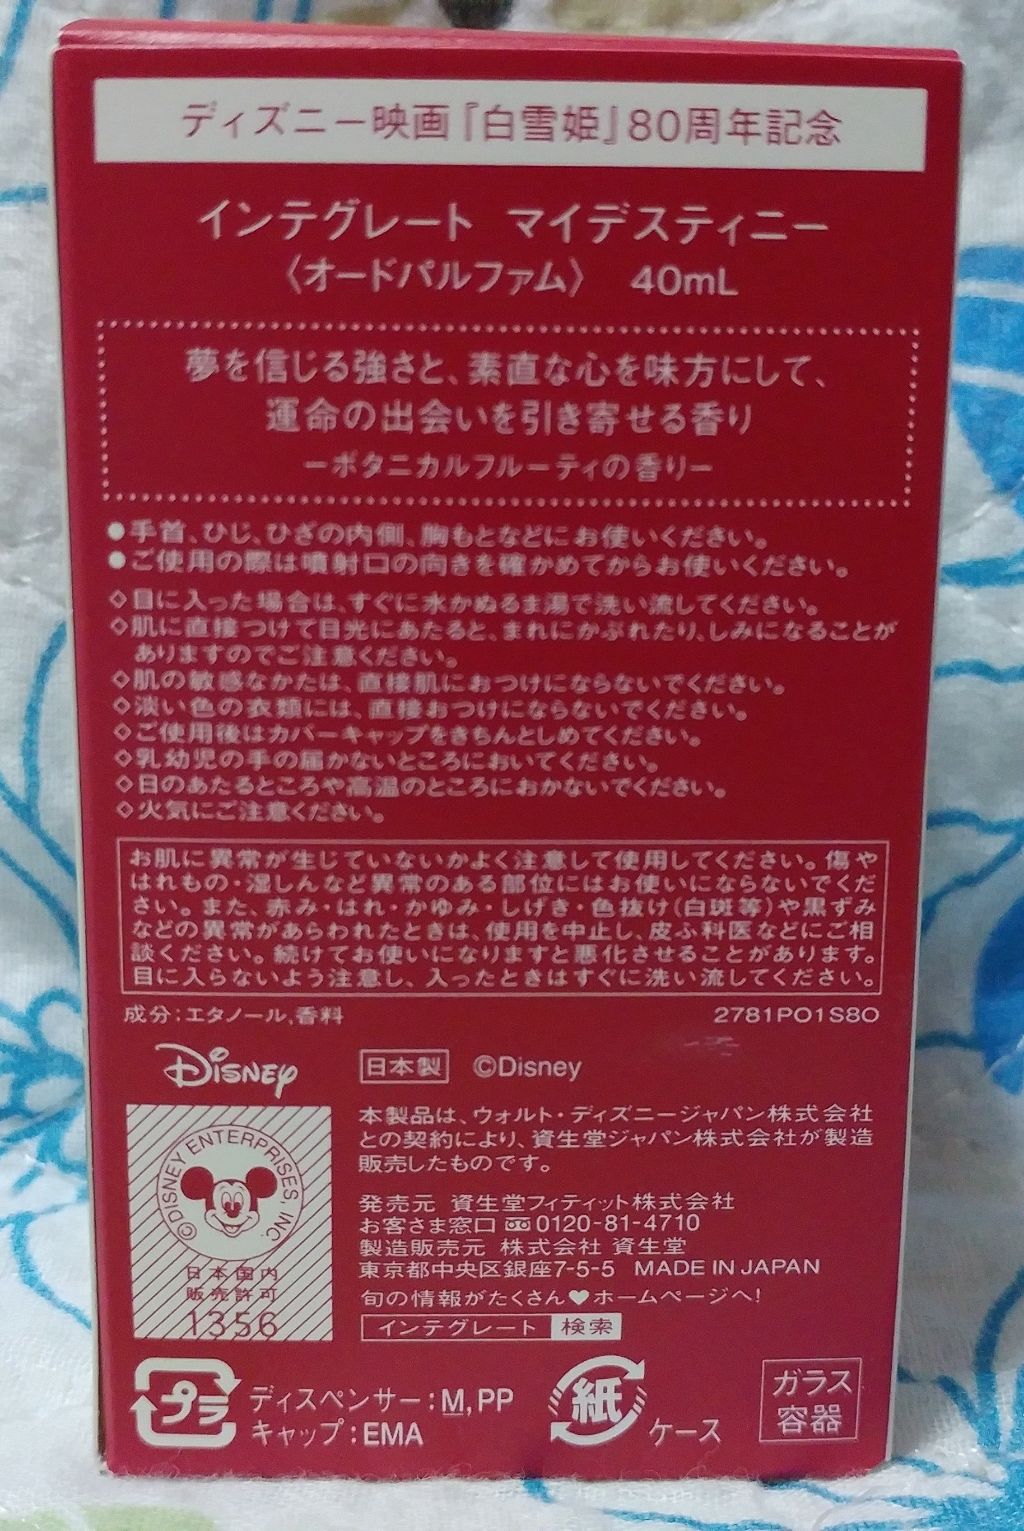 ディズニー映画『白雪姫』80周年記念
インテグレート マイデスティニー
〈オードパルファム〉 40mL
夢を信じる強さと、素直な心を味方にして、
運命の出会いを引き寄せる香り
ーボタニカルフルーティの香りー
●手首、ひじ、ひざの内側、胸もとなどにお使いください。
●ご使用の際は噴射口の向きを確かめてからお使いください。
◇目に入った場合は、すぐに水かぬるま湯で洗い流してください。
◇肌に直接つけて日光にあたると、まれにかぶれたり、しみになることが
ありますのでご注意ください。
◇肌の敏感なかたは、直接肌におつけにならないでください。
◇淡い色の衣類には、直接おつけにならないでください。
◇ご使用後はカバーキャップをきちんとしめてください。
◇乳幼児の手の届かないところにおいてください。
◇日のあたるところや高温のところにおかないでください。
◇火気にご注意ください。
お肌に異常が生じていないかよく注意して使用してください。傷や
はれもの・湿しんなど異常のある部位にはお使いにならないでくだ
さい。また、赤み・はれ・かゆみ・しげき・色抜け(白斑等)や黒ずみ
などの異常があらわれたときは、使用を中止し、皮ふ科医などにご相
談ください。続けてお使いになりますと悪化させることがあります。
目に入らないよう注意し、入ったときはすぐに洗い流してください。
成分:エタノール,香料 2781P01S80
Disney 日本製 ©Disney
本製品は、ウォルト・ディズニージャパン株式会社
との契約により、資生堂ジャパン株式会社が製造
販売したものです。
©DISNEY ENTERPRISES, INC.
日本国内
販売許可
1356
発売元 資生堂フィティット株式会社
お客さま窓口 0120-81-4710
製造販売元 株式会社 資生堂
東京都中央区銀座7-5-5 MADE IN JAPAN
旬の情報がたくさん♥ホームページへ!
インテグレート 検索
プラ
ディスペンサー:M,PP
キャップ:EMA
紙
ケース
ガラス
容器